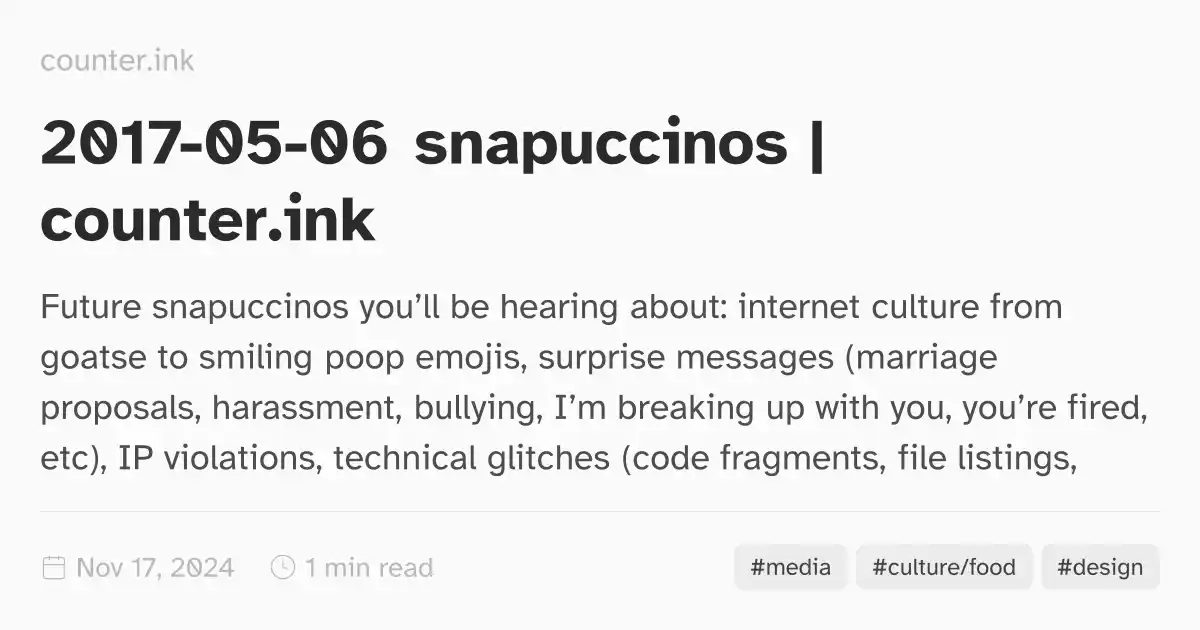 counter.ink
2017-05-06 snapuccinos |
counter.ink
Future snapuccinos you’ll be hearing about: internet culture from
goatse to smiling poop emojis, surprise messages (marriage
proposals, harassment, bullying, I’m breaking up with you, you’re fired,
etc), IP violations, technical glitches (code fragments, file listings,
Nov 17, 2024 1 min read #media #culture/food #design